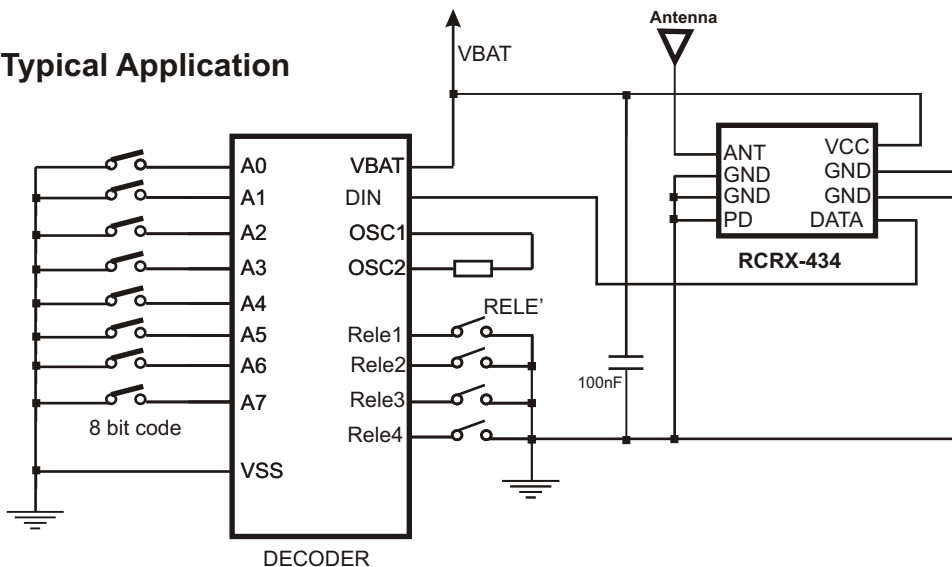 Typical Application
VBAT
Antenna
A0
A1
A2
A3
A4
A5
A6
A7
VSS
VBAT
DIN
OSC1
OSC2
Rele1
Rele2
Rele3
Rele4
RELE'
8 bit code
DECODER
100nF
ANT
GND
GND
PD
VCC
GND
GND
DATA
RCRX-434